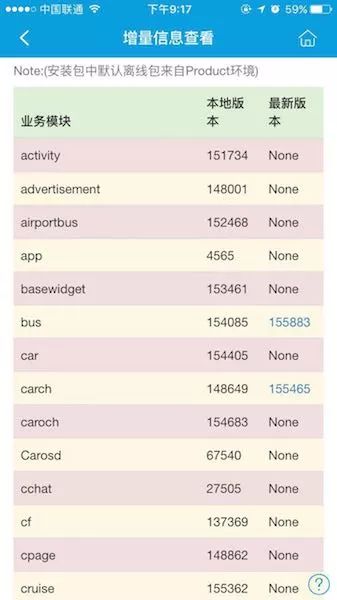 中国联通 下午9:17 59%
增量信息查看
Note:(安装包中默认离线包来自Product环境)
业务模块 本地版本 最新版本
activity 151734 None
advertisement 148001 None
airportbus 152468 None
app 4565 None
basewidget 153461 None
bus 154085 155883
car 154405 None
carch 148649 155465
caroch 154683 None
Carosd 67540 None
cchat 27505 None
cf 137369 None
cpage 148862 None
cruise 155362 None
?